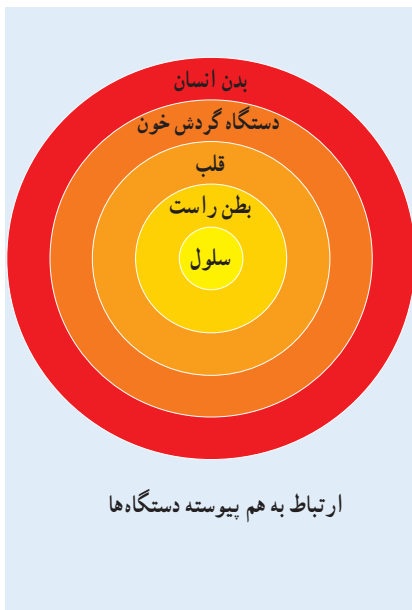 بدن انسان
دستگاه گردش خون
قلب
بطن راست
سلول
ارتباط به هم پیوسته دستگاه‌ها